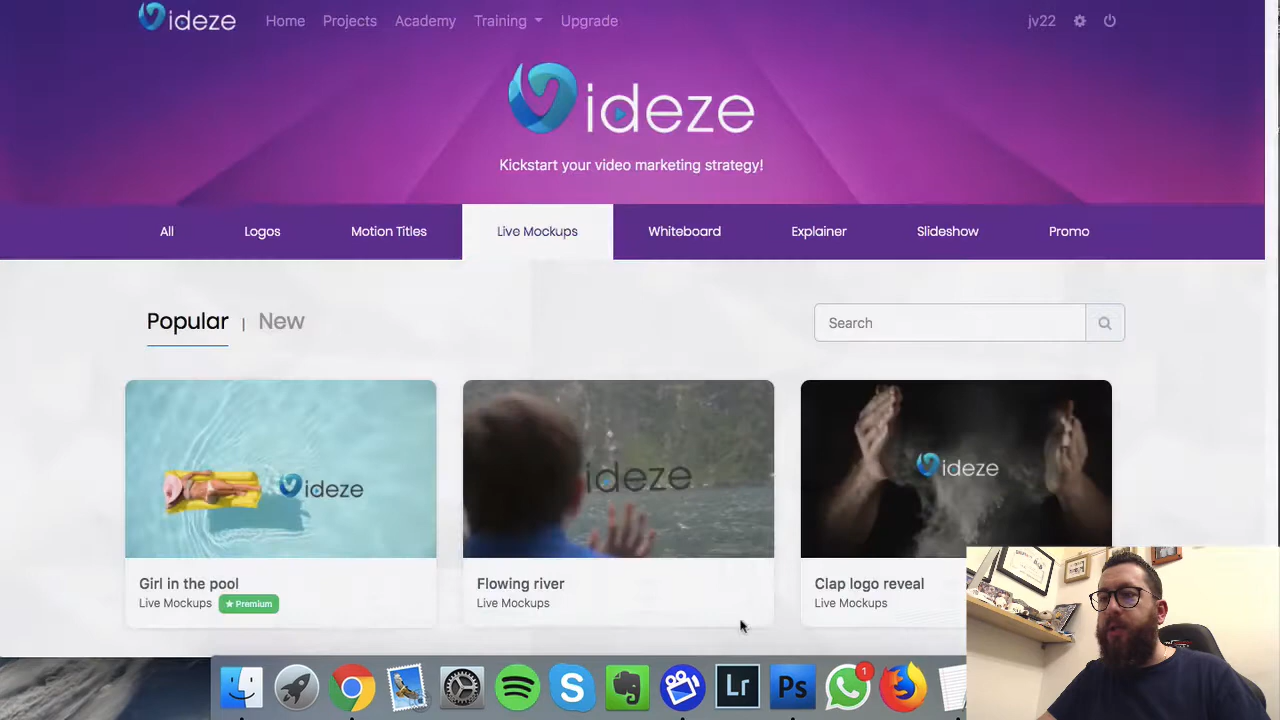 ideze
Home
Projects
Academy
Training
Upgrade
jv22
ideze
Kickstart your video marketing strategy!
All
Logos
Motion Titles
Live Mockups
Whiteboard
Explainer
Slideshow
Promo
Popular | New
Search
ideze
ideze
ideze
Girl in the pool
Live Mockups
Premium
Flowing river
Live Mockups
Clap logo reveal
Live Mockups
Lr
Ps
1